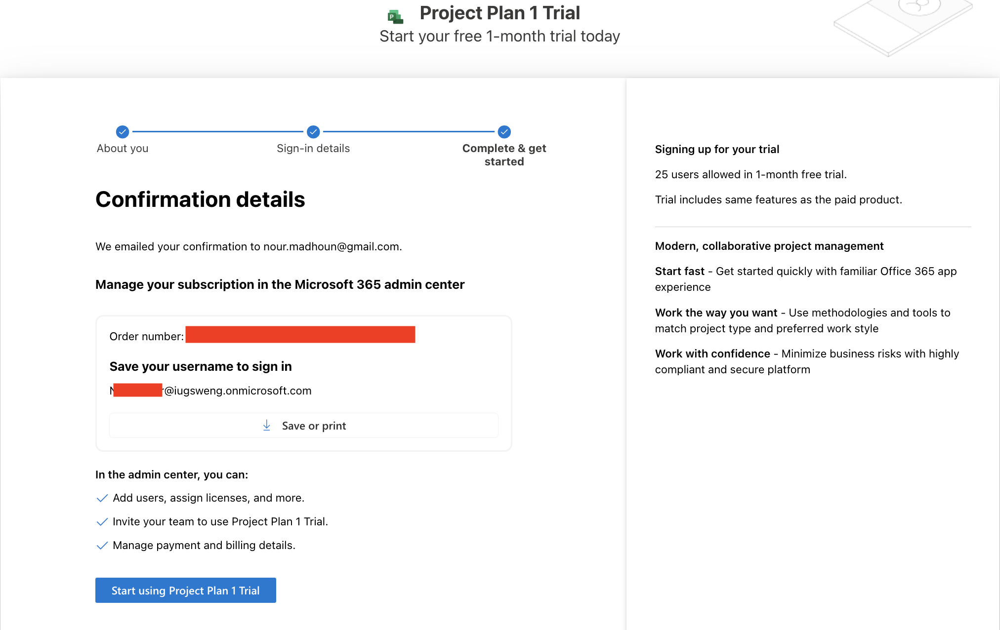 P
Project Plan 1 Trial
Start your free 1-month trial today
About you
Sign-in details
Complete & get
started
Confirmation details
We emailed your confirmation to nour.madhoun@gmail.com.
Manage your subscription in the Microsoft 365 admin center
Order number:
Save your username to sign in
r@iugsweng.onmicrosoft.com
Save or print
In the admin center, you can:
Add users, assign licenses, and more.
Invite your team to use Project Plan 1 Trial.
Manage payment and billing details.
Start using Project Plan 1 Trial
Signing up for your trial
25 users allowed in 1-month free trial.
Trial includes same features as the paid product.
Modern, collaborative project management
Start fast - Get started quickly with familiar Office 365 app
experience
Work the way you want - Use methodologies and tools to
match project type and preferred work style
Work with confidence - Minimize business risks with highly
compliant and secure platform